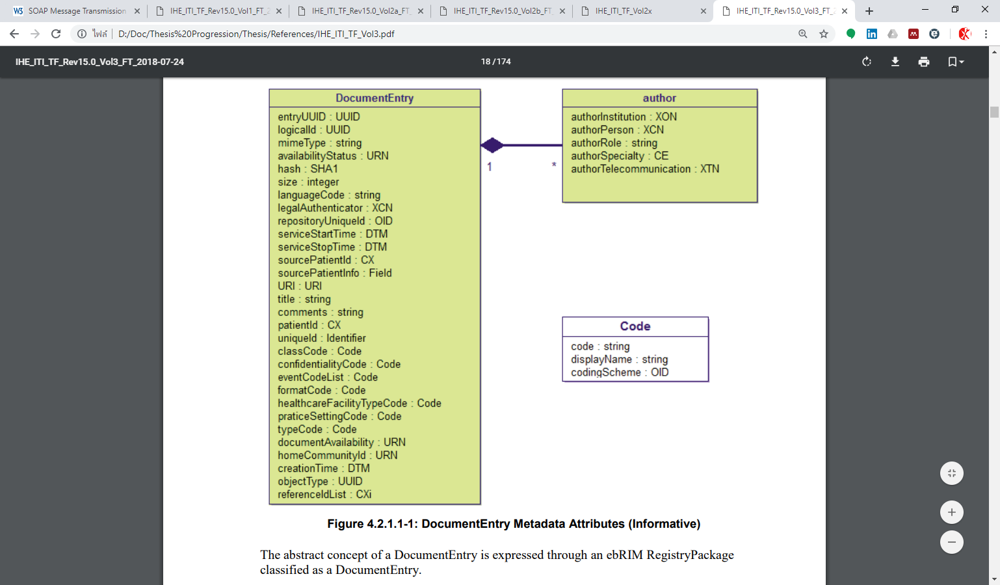 SOAP Message Transmission
IHE_ITI_TF_Rev15.0_Vol1_FT_2
IHE_ITI_TF_Rev15.0_Vol2a_FT_
IHE_ITI_TF_Rev15.0_Vol2b_FT_
IHE_ITI_TF_Vol2x
IHE_ITI_TF_Rev15.0_Vol3_FT_2
ไฟล์ D:/Doc/Thesis%20Progression/Thesis/References/IHE_ITI_TF_Vol3.pdf
IHE_ITI_TF_Rev15.0_Vol3_FT_2018-07-24
18 / 174
DocumentEntry
entryUUID : UUID
logicalId : UUID
mimeType : string
availabilityStatus : URN
hash : SHA1
size : integer
languageCode : string
legalAuthenticator : XCN
repositoryUniqueId : OID
serviceStartTime : DTM
serviceStopTime : DTM
sourcePatientId : CX
sourcePatientInfo : Field
URI : URI
title : string
comments : string
patientId : CX
uniqueId : Identifier
classCode : Code
confidentialityCode : Code
eventCodeList : Code
formatCode : Code
healthcareFacilityTypeCode : Code
praticeSettingCode : Code
typeCode : Code
documentAvailability : URN
homeCommunityId : URN
creationTime : DTM
objectType : UUID
referenceIdList : CXi
1
*
author
authorInstitution : XON
authorPerson : XCN
authorRole : string
authorSpecialty : CE
authorTelecommunication : XTN
Code
code : string
displayName : string
codingScheme : OID
Figure 4.2.1.1-1: DocumentEntry Metadata Attributes (Informative)
The abstract concept of a DocumentEntry is expressed through an ebRIM RegistryPackage
classified as a DocumentEntry.